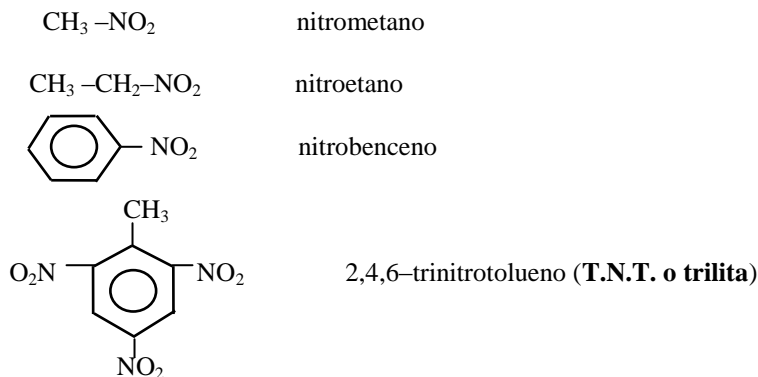 CH₃ –NO₂ nitrometano
CH₃ –CH₂–NO₂ nitroetano
NO₂ nitrobenceno
CH₃
O₂N NO₂ 2,4,6–trinitrotolueno (T.N.T. o trilita)
NO₂